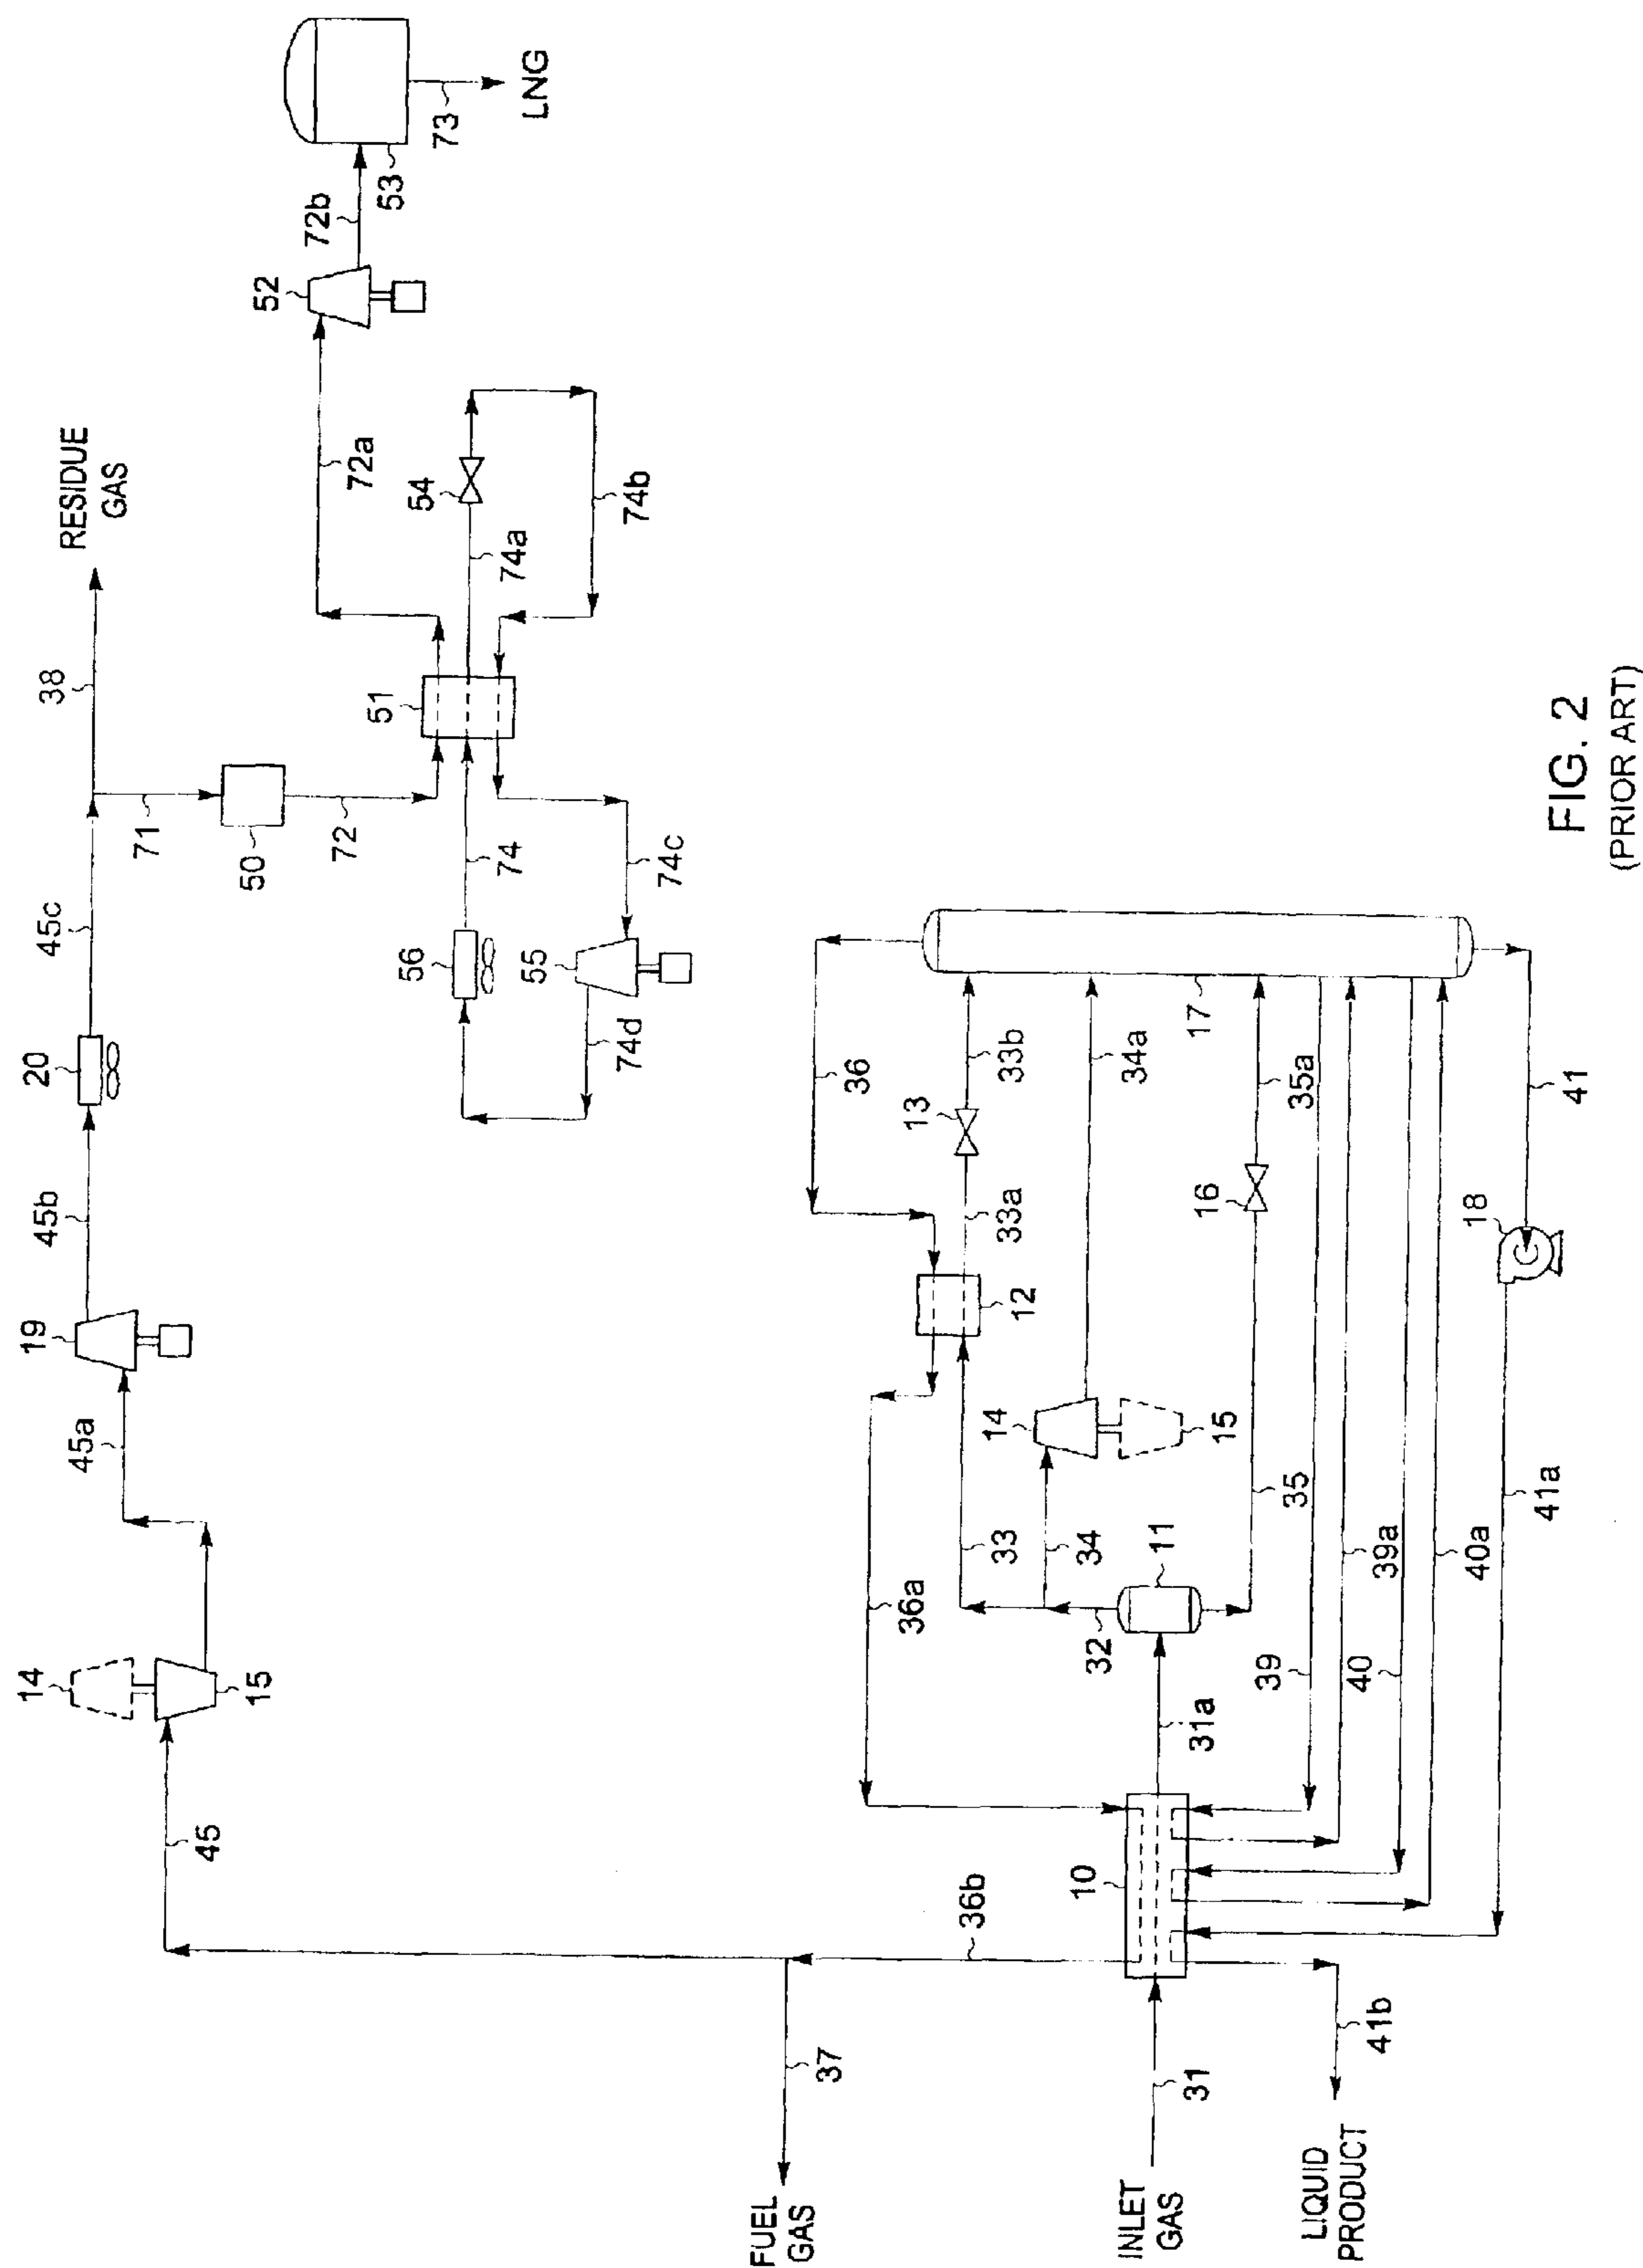 RESIDUE
GAS
38
45c
20
45b
19
45a
14
15
45
71
50
72
51
72a
52
72b
53
73
LNG
54
74a
74b
74
56
74c
55
74d
36
12
33a
13
33b
33
36a
34
14
15
34a
32
11
35
16
35a
17
31a
10
36b
39
39a
40
40a
41
18
41a
41b
37
31
FUEL
GAS
INLET
GAS
LIQUID
PRODUCT
FIG. 2
(PRIOR ART)